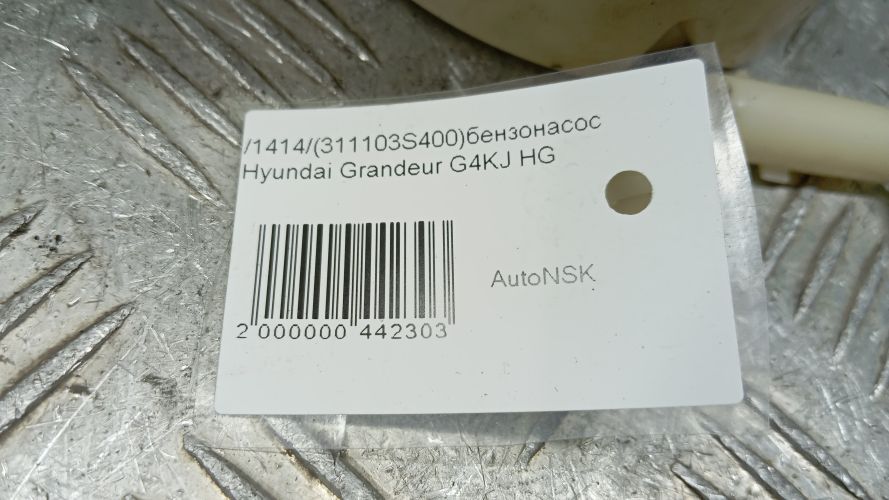 /1414/(311103S400)бензонасос
Hyundai Grandeur G4KJ HG
AutoNSK
2 000000 442303